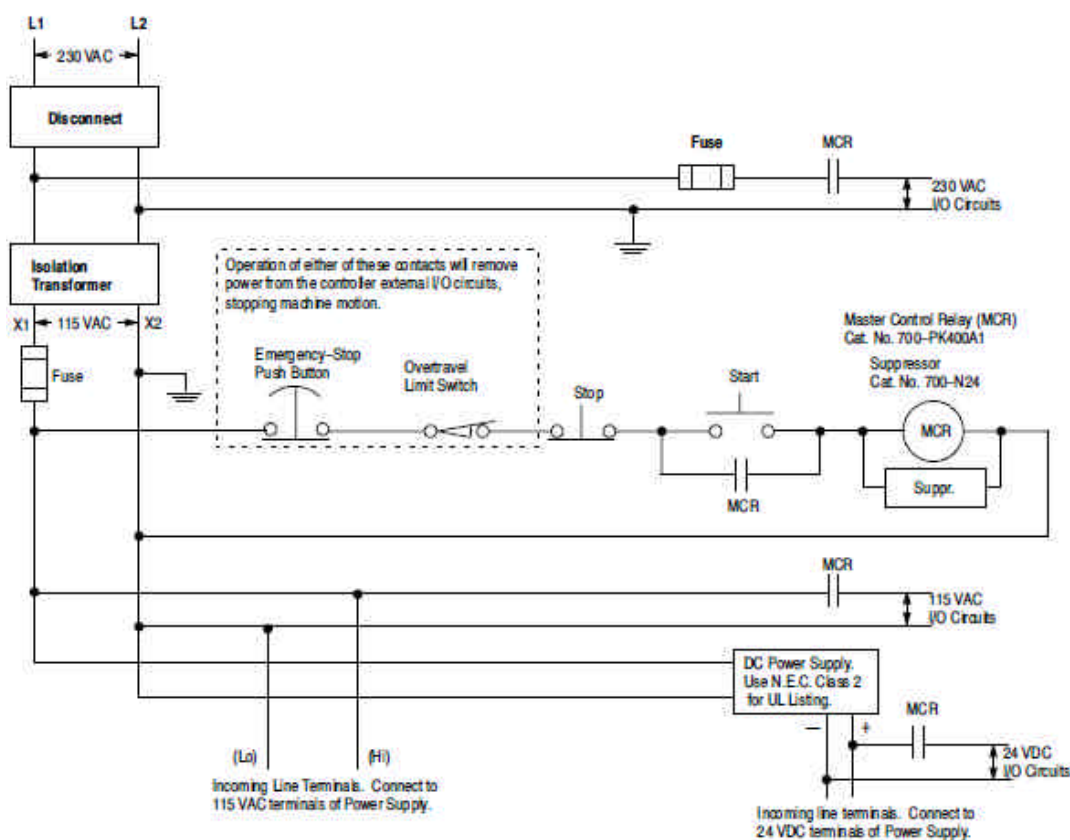 L1
L2
230 VAC
Disconnect
Fuse
MCR
230 VAC
I/O Circuits
Isolation
Transformer
Operation of either of these contacts will remove
power from the controller external I/O circuits,
stopping machine motion.
X1
115 VAC
X2
Fuse
Emergency-Stop
Push Button
Overtravel
Limit Switch
Stop
Start
Master Control Relay (MCR)
Cat. No. 700-PK400A1
Suppressor
Cat. No. 700-N24
MCR
Suppr.
MCR
MCR
115 VAC
I/O Circuits
DC Power Supply.
Use N.E.C. Class 2
for UL Listing.
— +
MCR
24 VDC
I/O Circuits
(Lo)
(Hi)
Incoming Line Terminals. Connect to
115 VAC terminals of Power Supply.
Incoming line terminals. Connect to
24 VDC terminals of Power Supply.